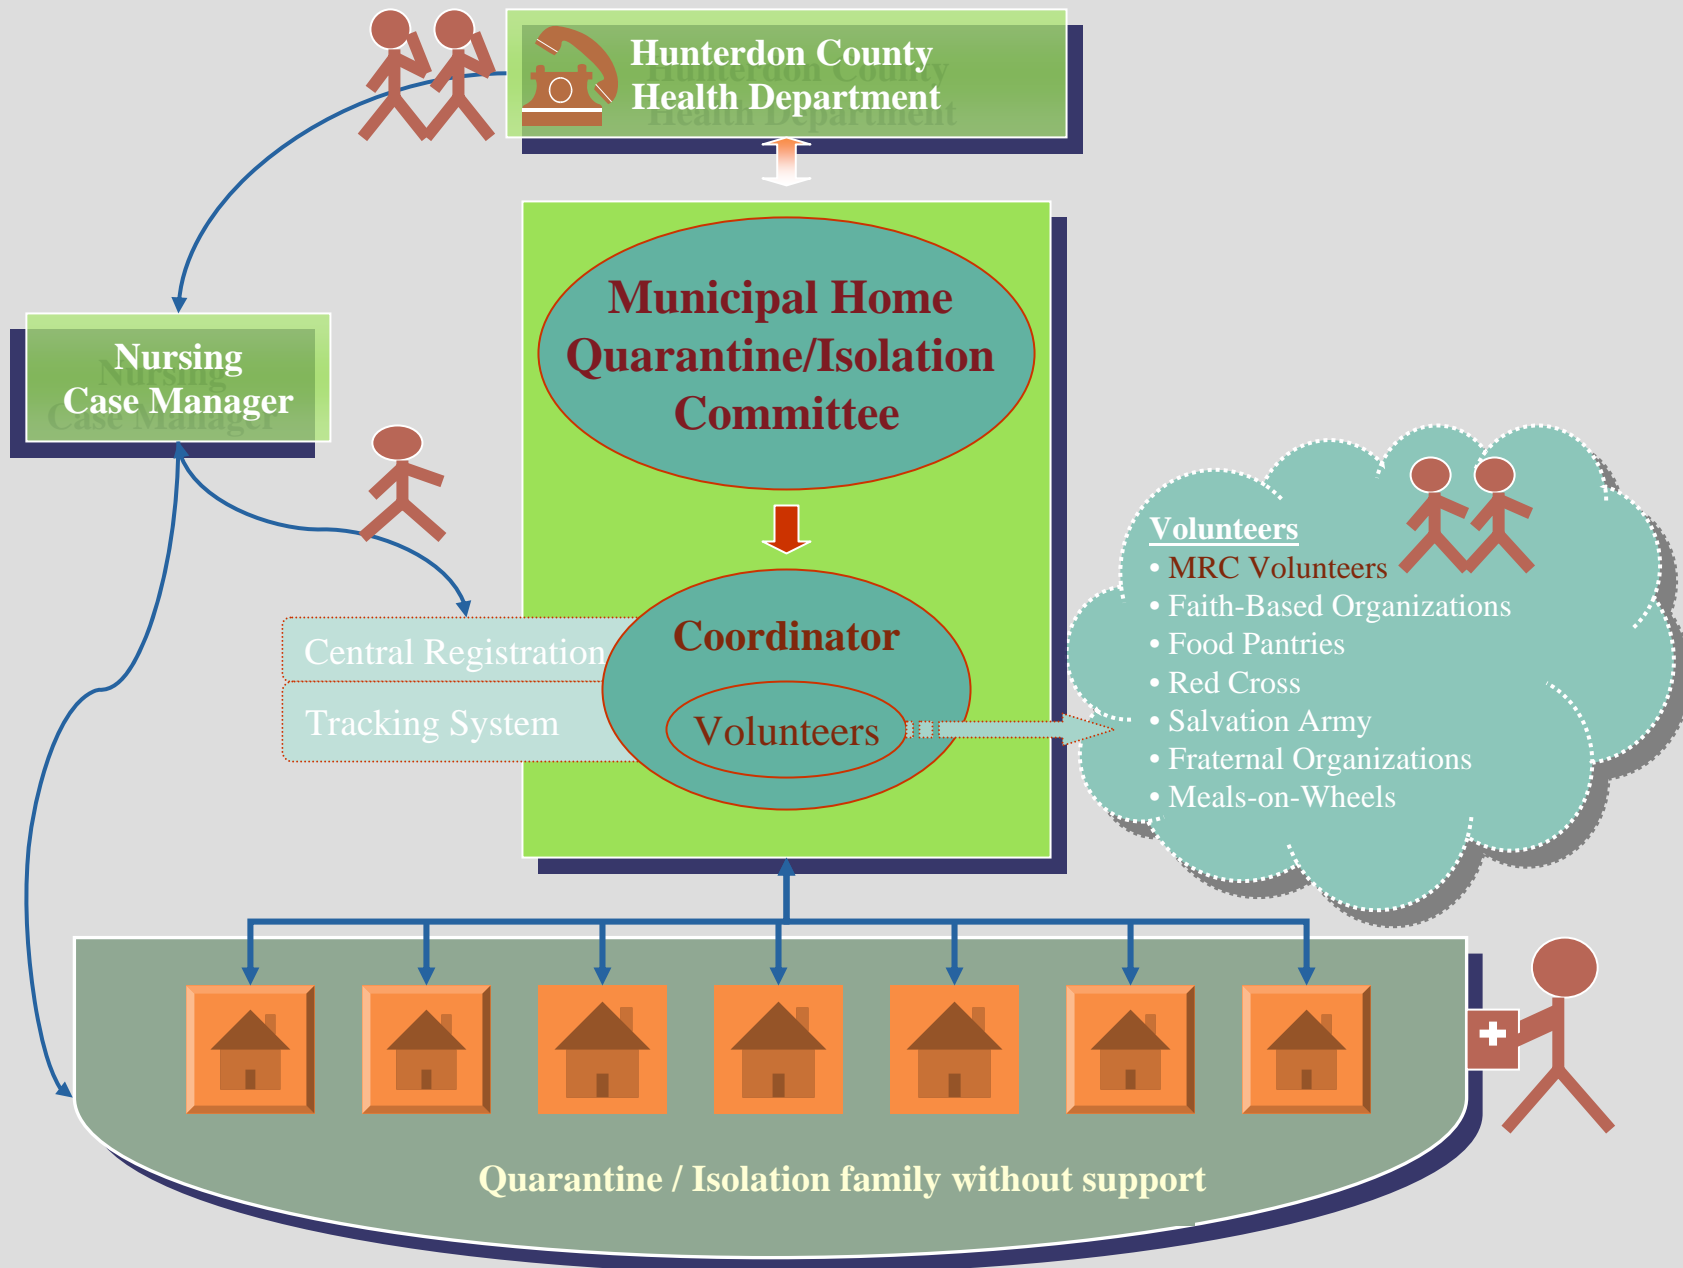 Hunterdon County
Health Department
Municipal Home
Quarantine/Isolation
Committee
Nursing
Case Manager
Central Registration
Tracking System
Coordinator
Volunteers
Volunteers
• MRC Volunteers
• Faith-Based Organizations
• Food Pantries
• Red Cross
• Salvation Army
• Fraternal Organizations
• Meals-on-Wheels
Quarantine / Isolation family without support